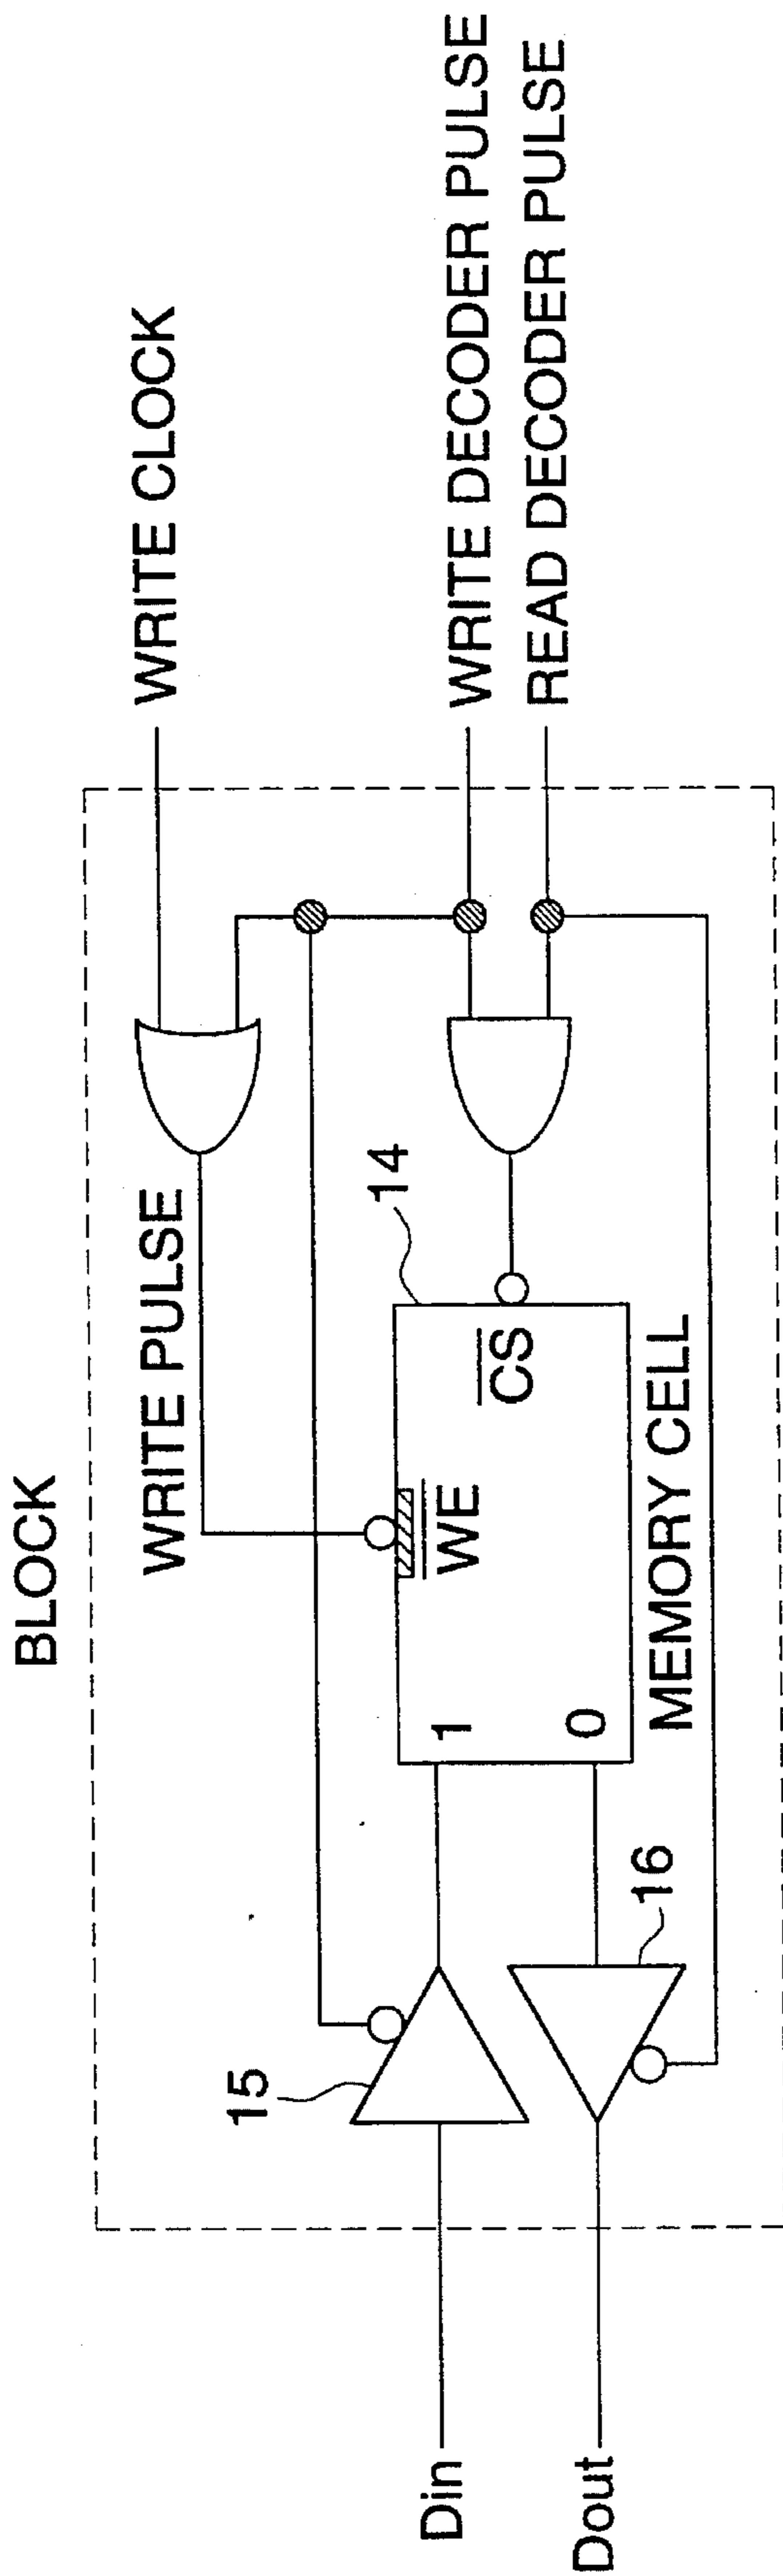 BLOCK
WRITE CLOCK
WRITE PULSE
WRITE DECODER PULSE
READ DECODER PULSE
14
15
16
1
0
WE
CS
MEMORY CELL
Din
Dout